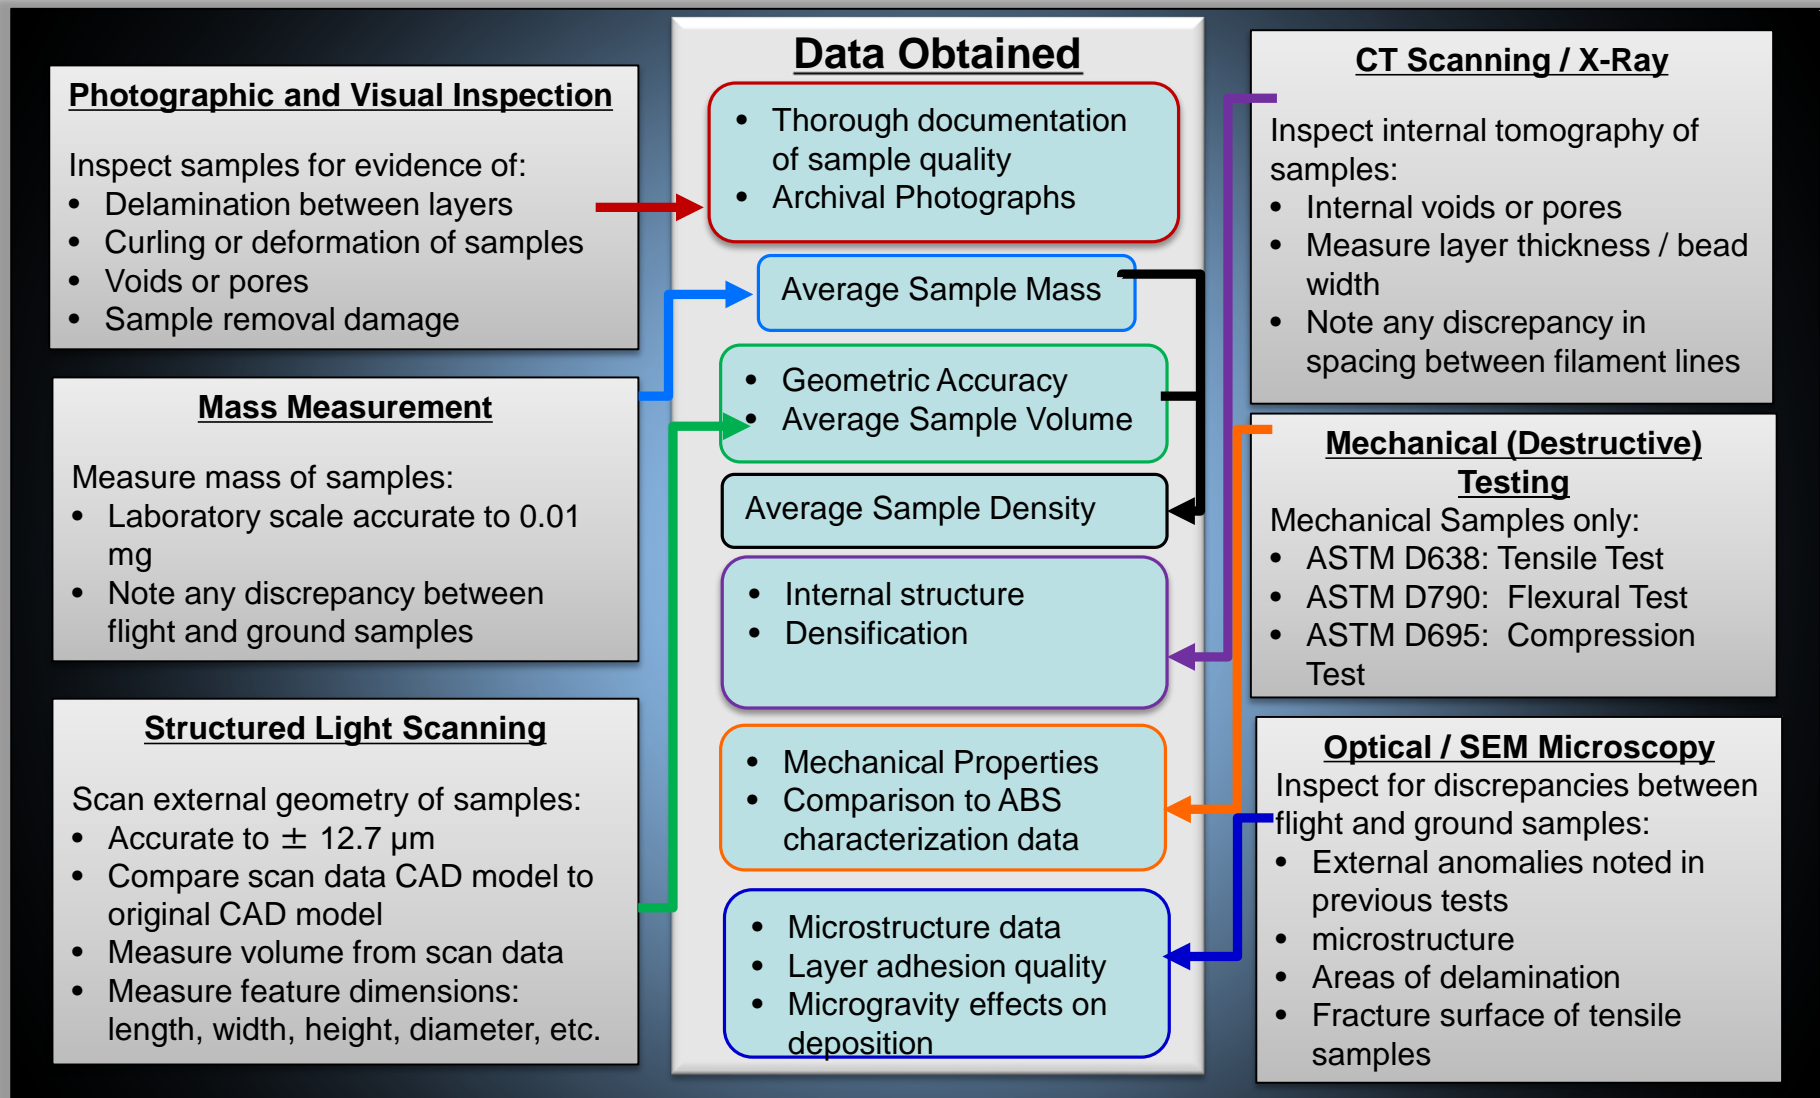 Photographic and Visual Inspection
Inspect samples for evidence of:
• Delamination between layers
• Curling or deformation of samples
• Voids or pores
• Sample removal damage
Mass Measurement
Measure mass of samples:
• Laboratory scale accurate to 0.01
mg
• Note any discrepancy between
flight and ground samples
Structured Light Scanning
Scan external geometry of samples:
• Accurate to ± 12.7 µm
• Compare scan data CAD model to
original CAD model
• Measure volume from scan data
• Measure feature dimensions:
length, width, height, diameter, etc.
Data Obtained
• Thorough documentation
of sample quality
• Archival Photographs
Average Sample Mass
• Geometric Accuracy
• Average Sample Volume
Average Sample Density
• Internal structure
• Densification
• Mechanical Properties
• Comparison to ABS
characterization data
• Microstructure data
• Layer adhesion quality
• Microgravity effects on
deposition
CT Scanning / X-Ray
Inspect internal tomography of
samples:
• Internal voids or pores
• Measure layer thickness / bead
width
• Note any discrepancy in
spacing between filament lines
Mechanical (Destructive)
Testing
Mechanical Samples only:
• ASTM D638: Tensile Test
• ASTM D790:  Flexural Test
• ASTM D695:  Compression
Test
Optical / SEM Microscopy
Inspect for discrepancies between
flight and ground samples:
• External anomalies noted in
previous tests
• microstructure
• Areas of delamination
• Fracture surface of tensile
samples